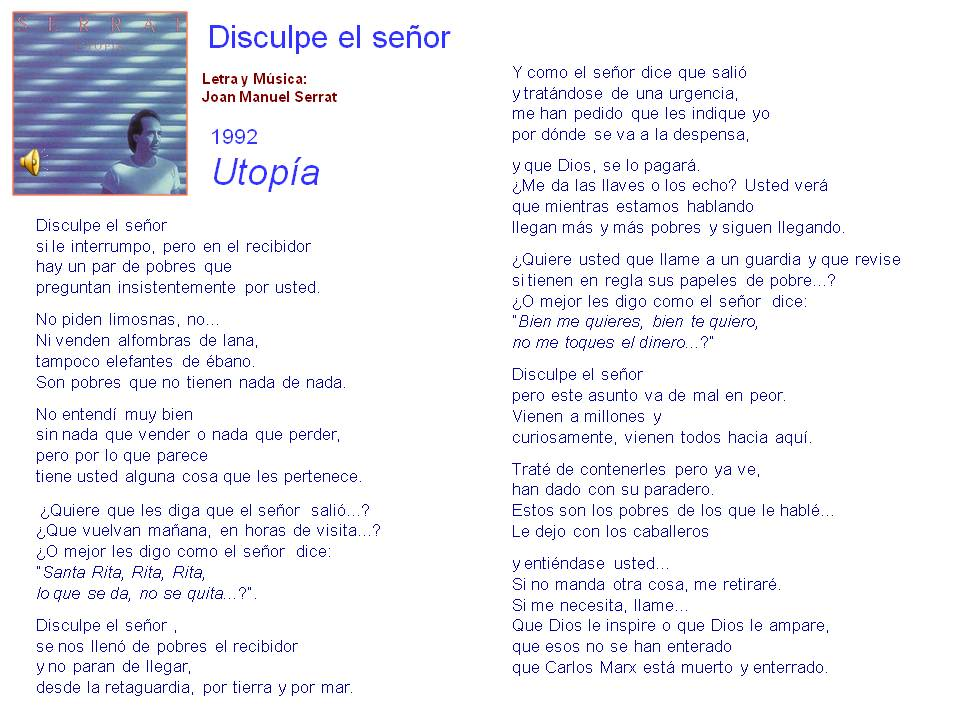 SERRAT
UTOPÍA
Disculpe el señor
Letra y Música:
Joan Manuel Serrat
1992
Utopía
Disculpe el señor
si le interrumpo, pero en el recibidor
hay un par de pobres que
preguntan insistentemente por usted.
No piden limosnas, no...
Ni venden alfombras de lana,
tampoco elefantes de ébano.
Son pobres que no tienen nada de nada.
No entendí muy bien
sin nada que vender o nada que perder,
pero por lo que parece
tiene usted alguna cosa que les pertenece.
¿Quiere que les diga que el señor salió...?
¿Que vuelvan mañana, en horas de visita...?
¿O mejor les digo como el señor dice:
"Santa Rita, Rita, Rita,
lo que se da, no se quita...?".
Disculpe el señor ,
se nos llenó de pobres el recibidor
y no paran de llegar,
desde la retaguardia, por tierra y por mar.
Y como el señor dice que salió
y tratándose de una urgencia,
me han pedido que les indique yo
por dónde se va a la despensa,
y que Dios, se lo pagará.
¿Me da las llaves o los echo? Usted verá
que mientras estamos hablando
llegan más y más pobres y siguen llegando.
¿Quiere usted que llame a un guardia y que revise
si tienen en regla sus papeles de pobre...?
¿O mejor les digo como el señor dice:
"Bien me quieres, bien te quiero,
no me toques el dinero...?"
Disculpe el señor
pero este asunto va de mal en peor.
Vienen a millones y
curiosamente, vienen todos hacia aquí.
Traté de contenerles pero ya ve,
han dado con su paradero.
Estos son los pobres de los que le hablé...
Le dejo con los caballeros
y entiéndase usted...
Si no manda otra cosa, me retiraré.
Si me necesita, llame...
Que Dios le inspire o que Dios le ampare,
que esos no se han enterado
que Carlos Marx está muerto y enterrado.